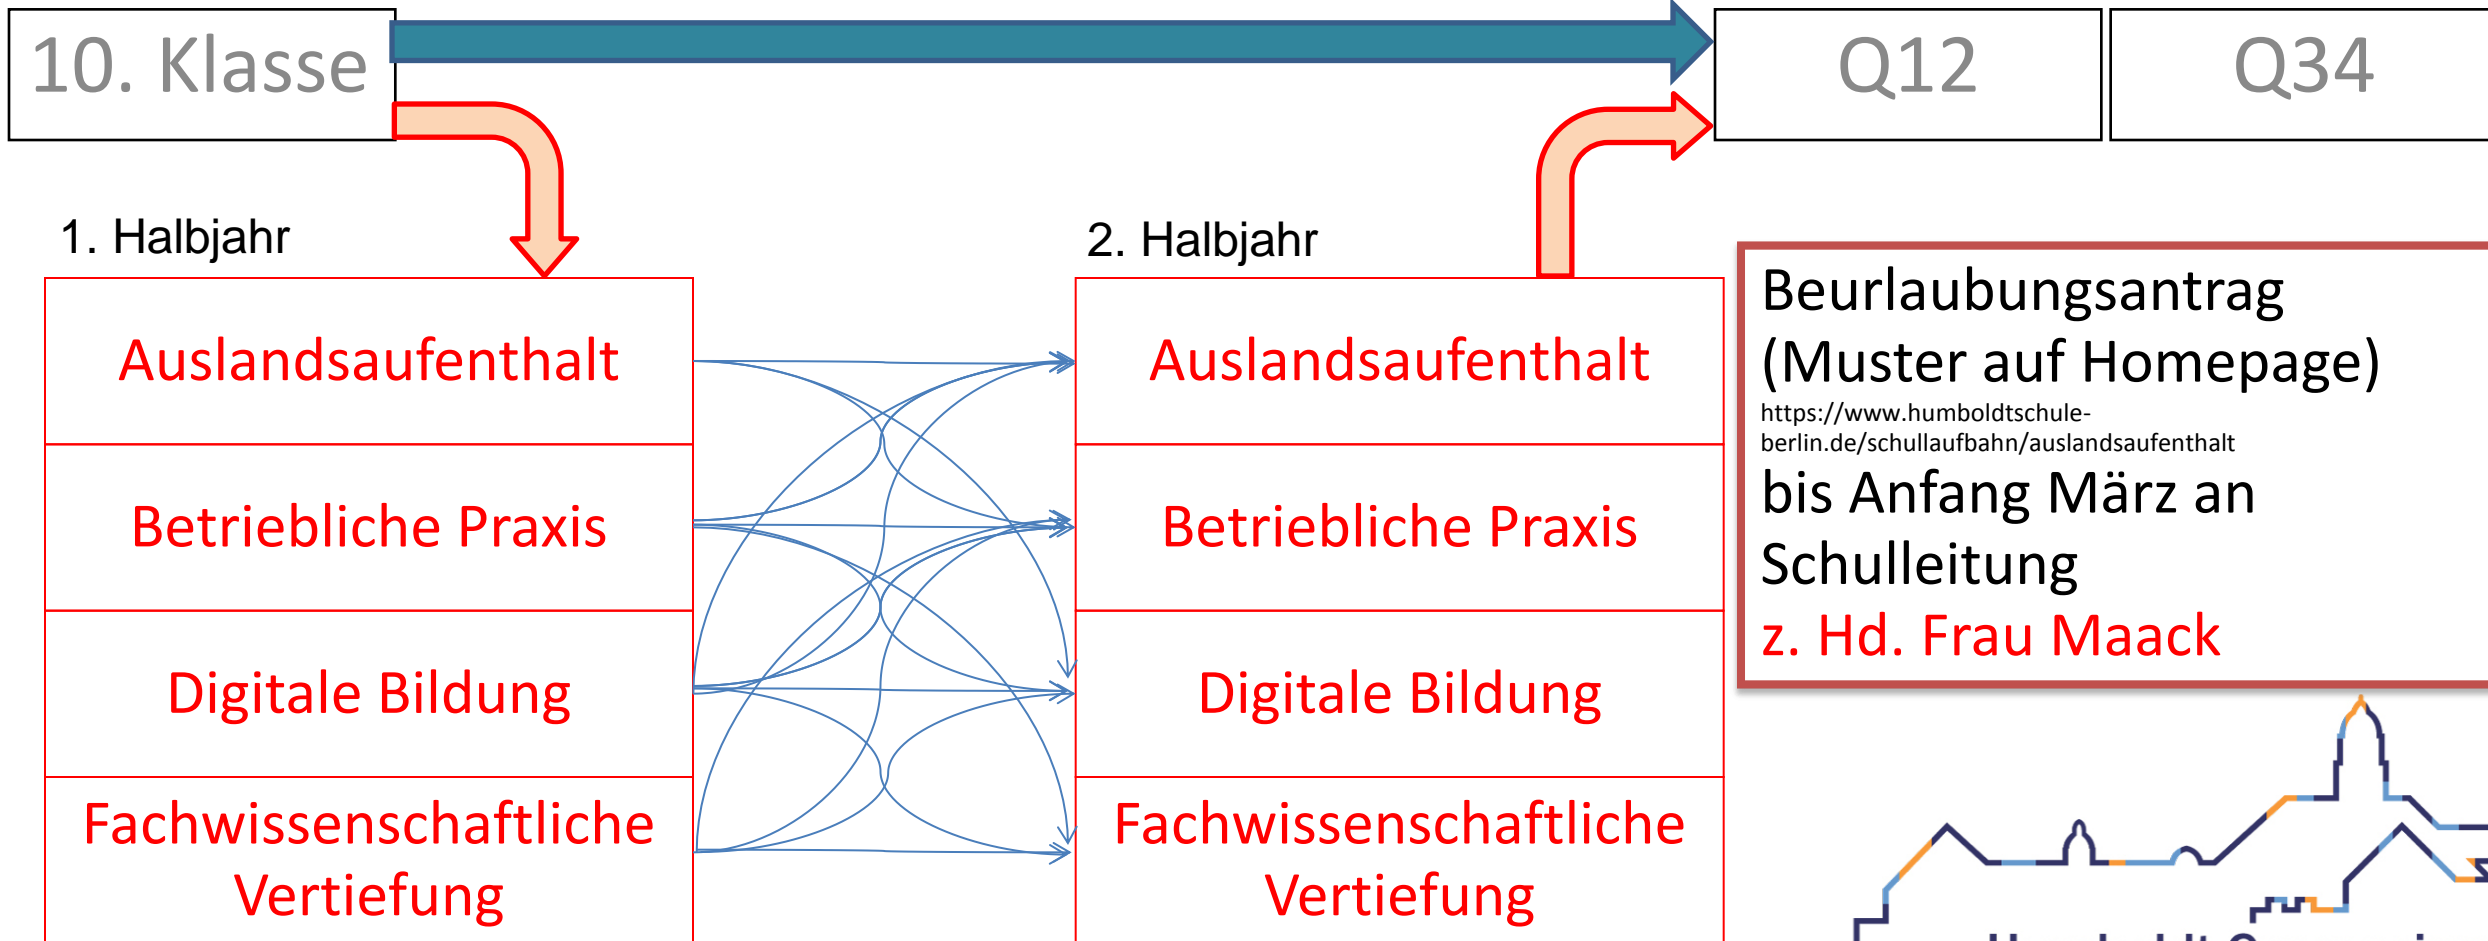 10. Klasse
Q12
Q34
1. Halbjahr
Auslandsaufenthalt
Betriebliche Praxis
Digitale Bildung
Fachwissenschaftliche
Vertiefung
2. Halbjahr
Auslandsaufenthalt
Betriebliche Praxis
Digitale Bildung
Fachwissenschaftliche
Vertiefung
Beurlaubungsantrag
(Muster auf Homepage)
https://www.humboldtschule-
berlin.de/schullaufbahn/auslandsaufenthalt
bis Anfang März an
Schulleitung
z. Hd. Frau Maack